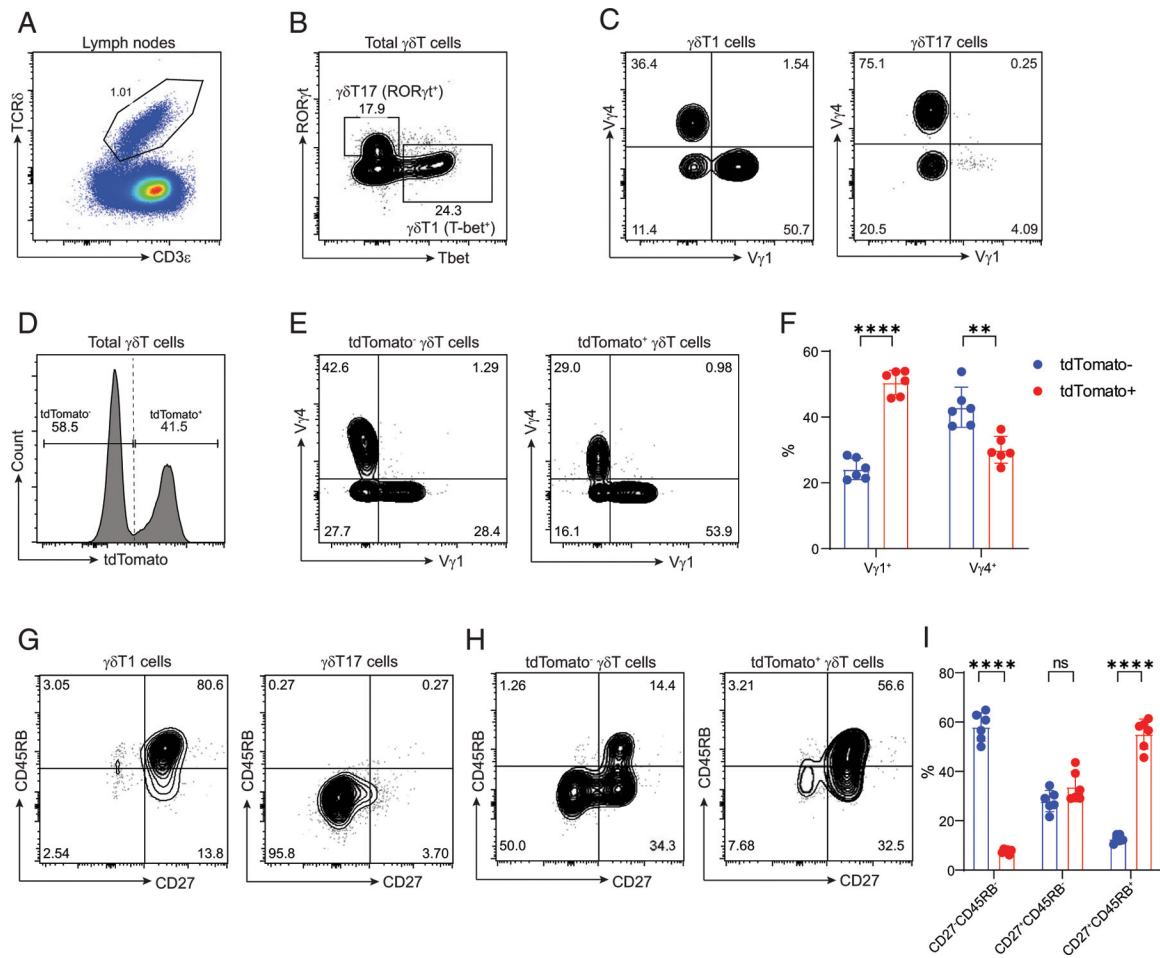 A
Lymph nodes
1.01
TCRδ
CD3ε
B
Total γδT cells
γδT17 (RORγt⁺)
17.9
24.3
γδT1 (T-bet⁺)
RORγt
Tbet
C
γδT1 cells
36.4
1.54
11.4
50.7
Vγ4
Vγ1
γδT17 cells
75.1
0.25
20.5
4.09
Vγ4
Vγ1
D
Total γδT cells
tdTomato⁻
58.5
tdTomato⁺
41.5
Count
tdTomato
E
tdTomato⁻ γδT cells
42.6
1.29
27.7
28.4
Vγ4
Vγ1
tdTomato⁺ γδT cells
29.0
0.98
16.1
53.9
Vγ4
Vγ1
F
****
**
60
40
20
0
%
Vγ1⁺
Vγ4⁺
tdTomato-
tdTomato+
G
γδT1 cells
3.05
80.6
2.54
13.8
CD45RB
CD27
γδT17 cells
0.27
0.27
95.8
3.70
CD45RB
CD27
H
tdTomato⁻ γδT cells
1.26
14.4
50.0
34.3
CD45RB
CD27
tdTomato⁺ γδT cells
3.21
56.6
7.68
32.5
CD45RB
CD27
I
****
ns
****
80
60
40
20
0
%
CD27⁻CD45RB⁻
CD27⁺CD45RB⁻
CD27⁺CD45RB⁺